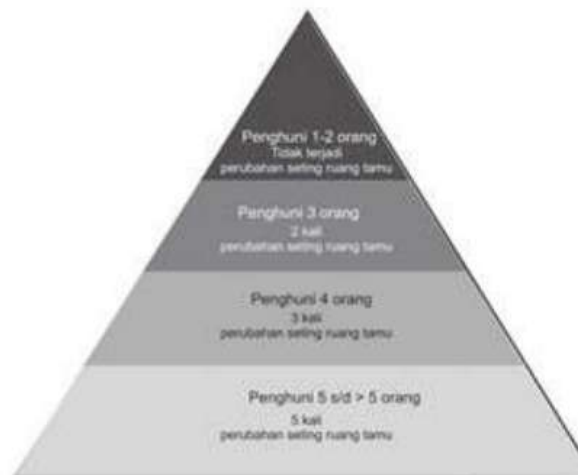 Penghuni 1-2 orang
Tidak terjadi
perubahan seting ruang tamu
Penghuni 3 orang
2 kali
perubahan seting ruang tamu
Penghuni 4 orang
3 kali
perubahan seting ruang tamu
Penghuni 5 s/d > 5 orang
5 kali
perubahan seting ruang tamu